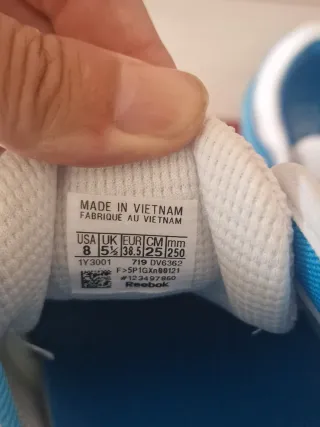 MADE IN VIETNAM
FABRIQUE AU VIETNAM
USA UK EUR CM mm
8 5½ 38.5 25 250
1Y3001 719 DV6362
F>SP1GXn80121
#123497860
Reebok